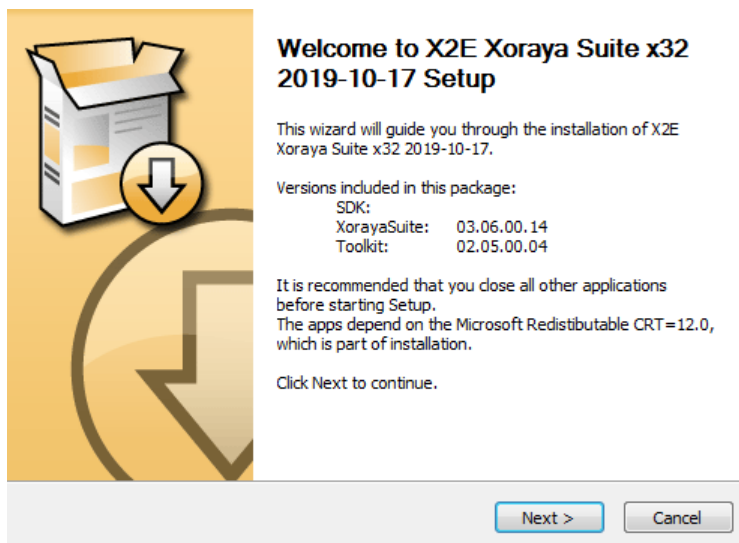 Welcome to X2E Xoraya Suite x32
2019-10-17 Setup
This wizard will guide you through the installation of X2E
Xoraya Suite x32 2019-10-17.
Versions included in this package:
SDK:
XorayaSuite: 03.06.00.14
Toolkit: 02.05.00.04
It is recommended that you close all other applications
before starting Setup.
The apps depend on the Microsoft Redistibutable CRT=12.0,
which is part of installation.
Click Next to continue.
Next >
Cancel